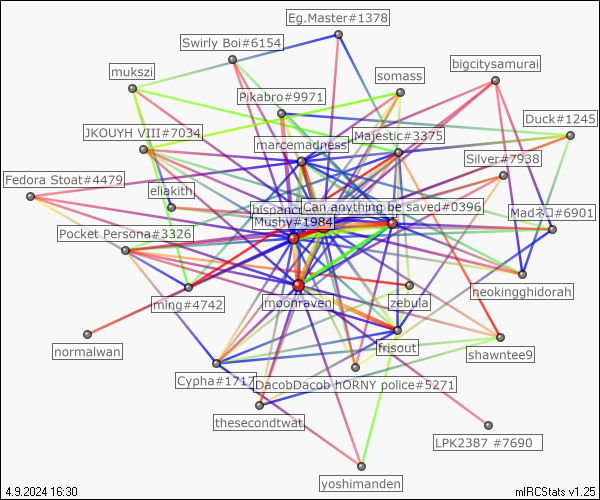 Eg.Master#1378
Swirly Boi#6154
bigcitysamurai
mukszi
somass
Pikabro#9971
Duck#1245
JKOUYH VIII#7034
Majestic#3375
marcemadness
Silver#7938
Fedora Stoat#4479
eliakith
Can.anything be saved#0396
Madネコ#6901
Mushy#1984
Pocket Persona#3326
neokingghidorah
ming#4742
moonraven
zebula
normalwan
frisout
shawntee9
Cypha#1717
DacobDacob hORNY police#5271
thesecondtwat
LPK2387 #7690
yoshimanden
4.9.2024 16:30
mIRCStats v1.25